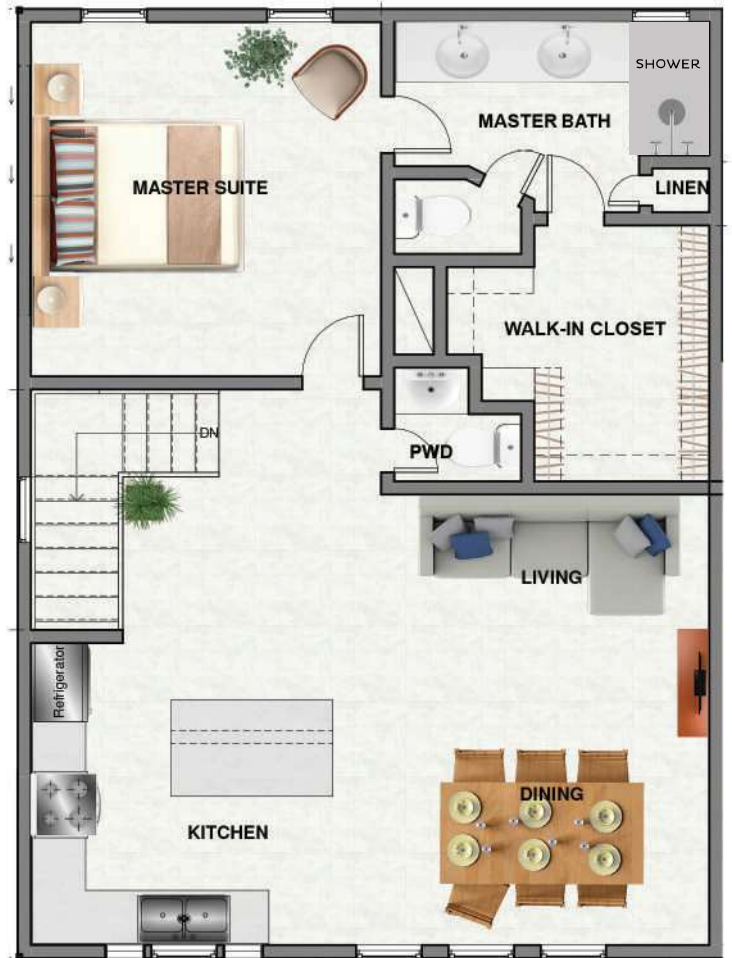 SHOWER
MASTER BATH
MASTER SUITE
LINEN
WALK-IN CLOSET
DN
PWD
LIVING
Refrigerator
DINING
KITCHEN